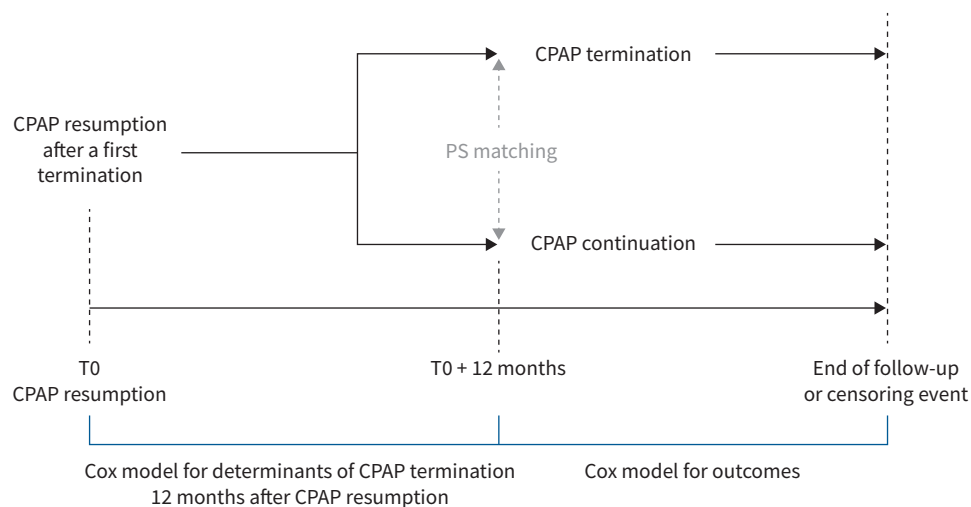 CPAP termination
CPAP resumption
after a first
termination
PS matching
CPAP continuation
T0
CPAP resumption
T0 + 12 months
End of follow-up
or censoring event
Cox model for determinants of CPAP termination
12 months after CPAP resumption
Cox model for outcomes